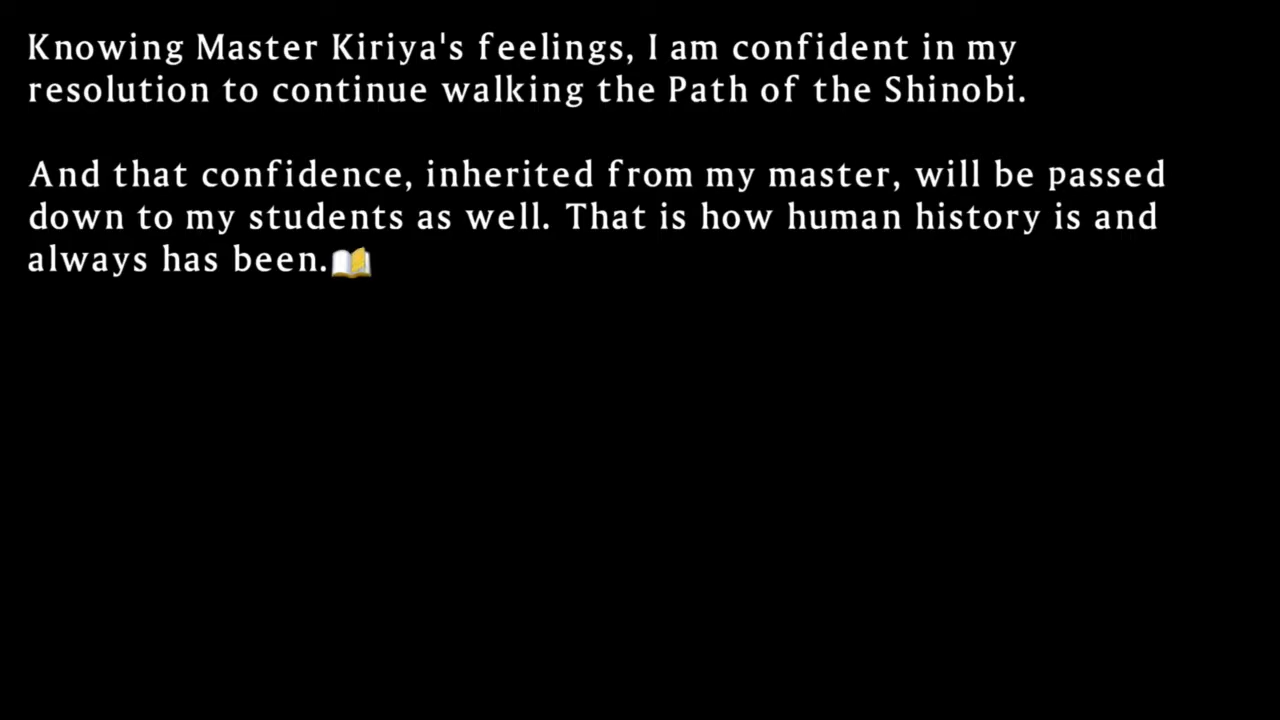 Knowing Master Kiriya's feelings, I am confident in my
resolution to continue walking the Path of the Shinobi.
And that confidence, inherited from my master, will be passed
down to my students as well. That is how human history is and
always has been.